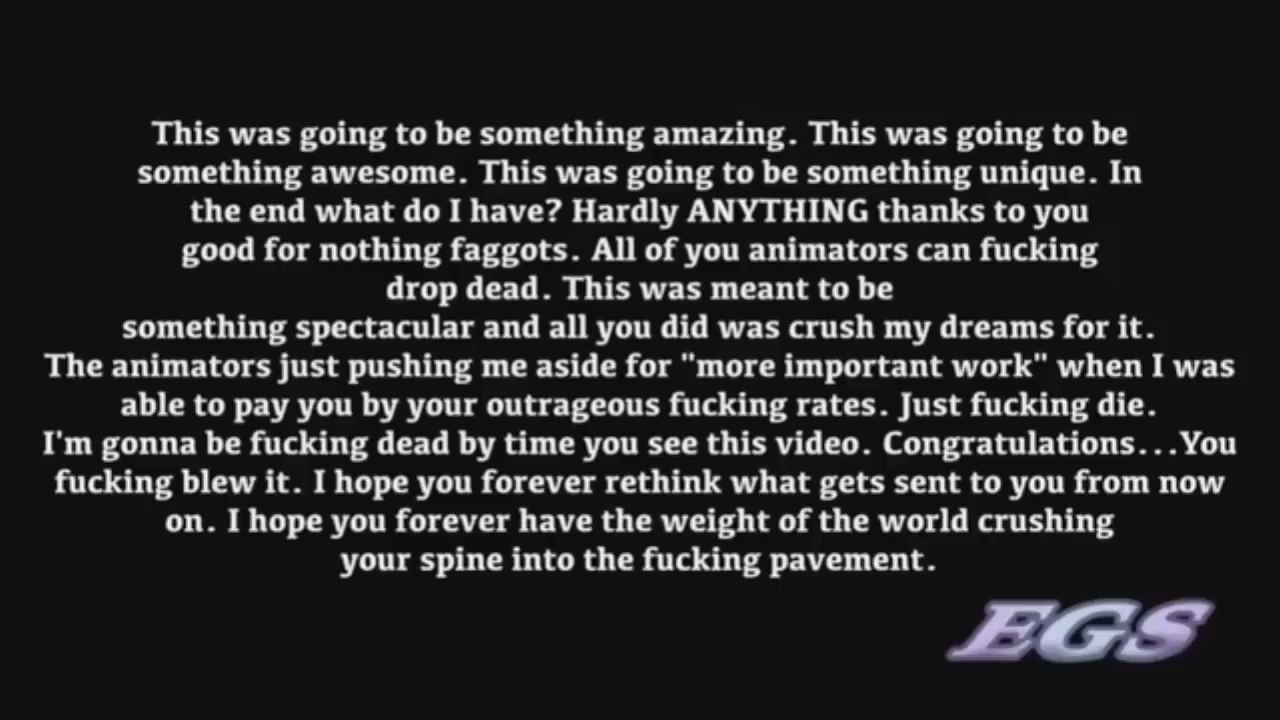 This was going to be something amazing. This was going to be
something awesome. This was going to be something unique. In
the end what do I have? Hardly ANYTHING thanks to you
good for nothing faggots. All of you animators can fucking
drop dead. This was meant to be
something spectacular and all you did was crush my dreams for it.
The animators just pushing me aside for "more important work" when I was
able to pay you by your outrageous fucking rates. Just fucking die.
I'm gonna be fucking dead by time you see this video. Congratulations...You
fucking blew it. I hope you forever rethink what gets sent to you from now
on. I hope you forever have the weight of the world crushing
your spine into the fucking pavement.
EGS